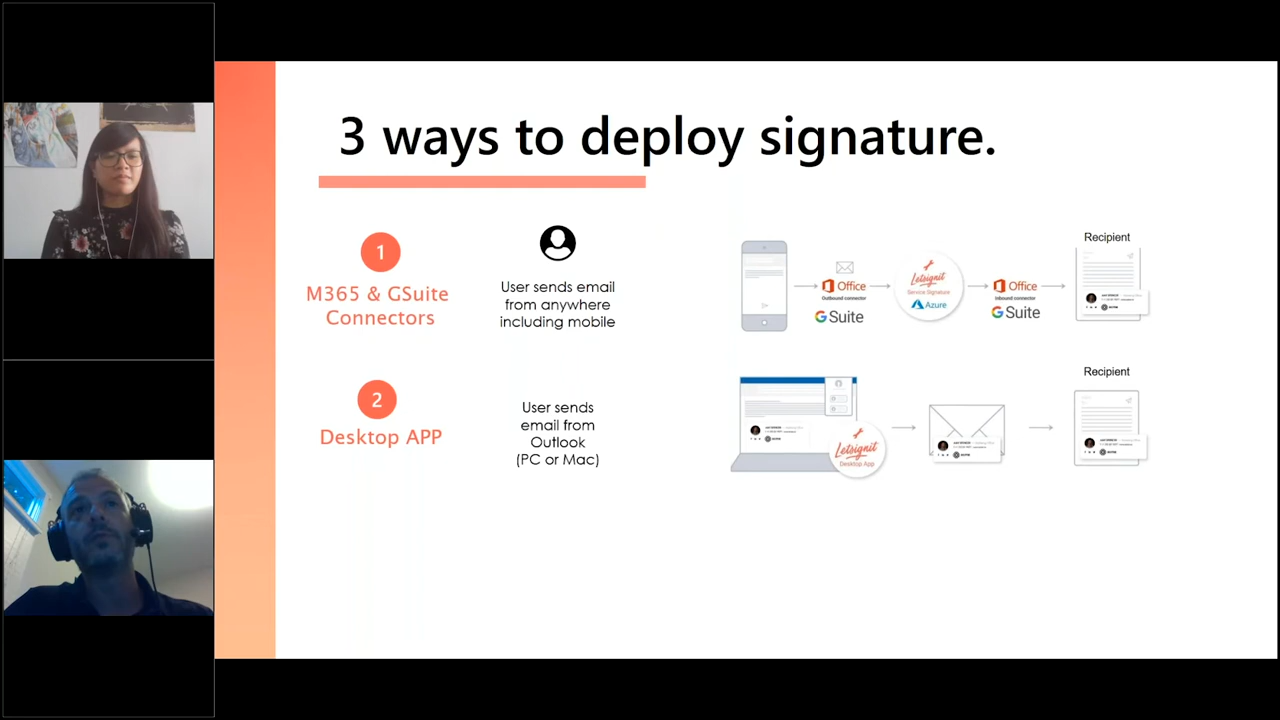 3 ways to deploy signature.
1
M365 & GSuite
Connectors
User sends email
from anywhere
including mobile
Office
Outbound connector
G Suite
Letsignit
Service Signature
Azure
Office
Inbound connector
G Suite
Recipient
2
Desktop APP
User sends
email from
Outlook
(PC or Mac)
Letsignit
Desktop App
Recipient